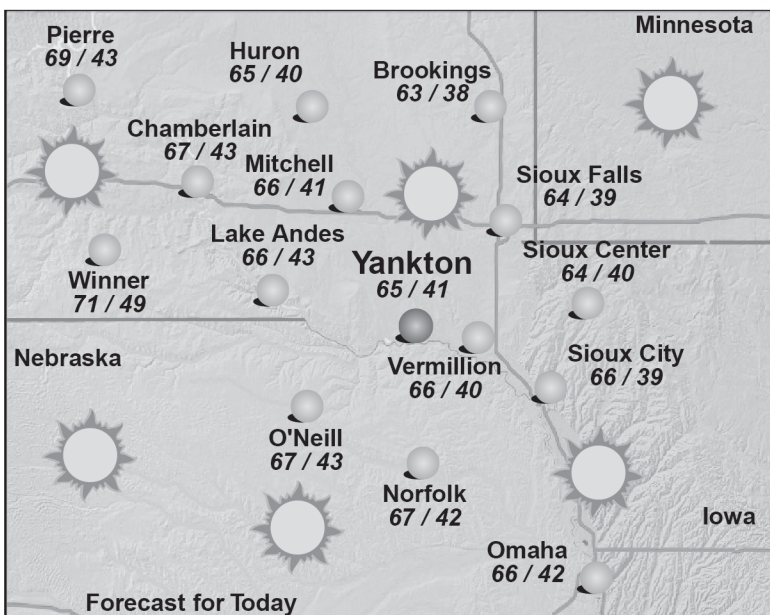 Minnesota
Pierre
69 / 43
Huron
65 / 40
Brookings
63 / 38
Chamberlain
67 / 43
Mitchell
66 / 41
Sioux Falls
64 / 39
Lake Andes
66 / 43
Yankton
65 / 41
Sioux Center
64 / 40
Winner
71 / 49
Nebraska
Vermillion
66 / 40
Sioux City
66 / 39
O'Neill
67 / 43
Norfolk
67 / 42
Iowa
Omaha
66 / 42
Forecast for Today